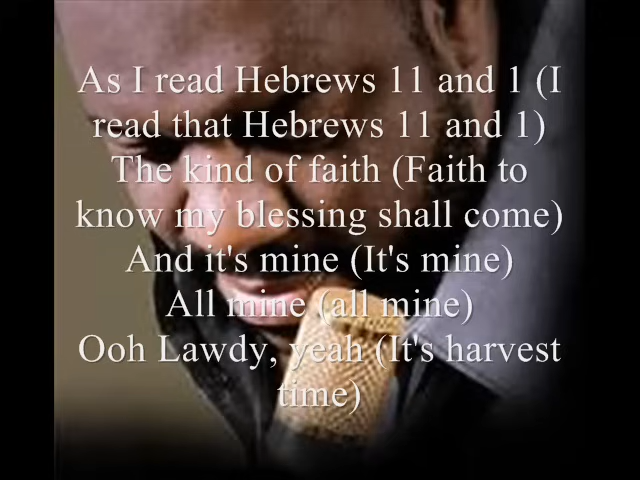 As I read Hebrews 11 and 1 (I
read that Hebrews 11 and 1)
The kind of faith (Faith to
know my blessing shall come)
And it's mine (It's mine)
All mine (all mine)
Ooh Lawdy, yeah (It's harvest
time)